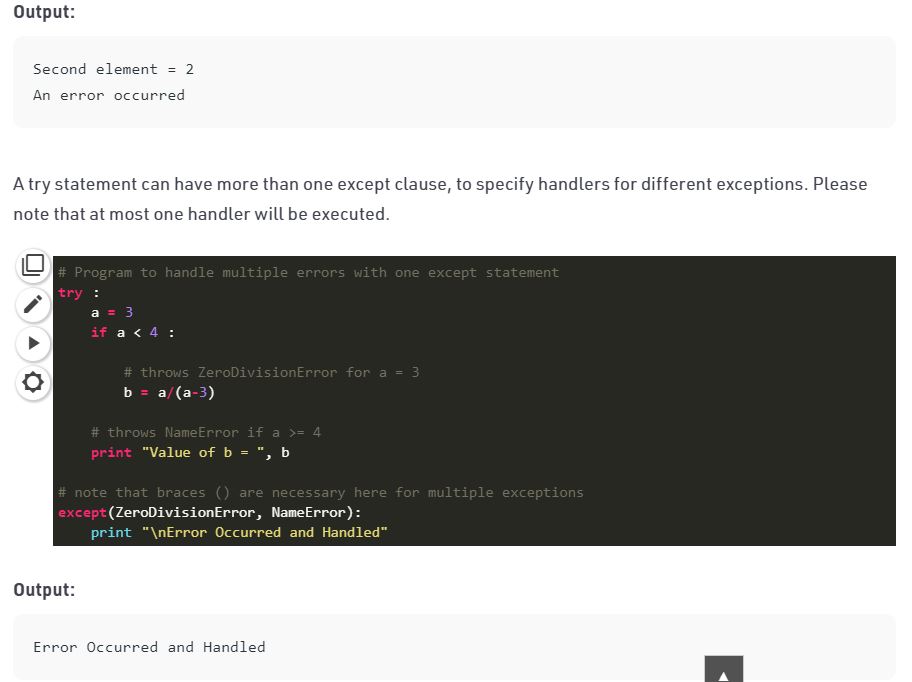 Output:
Second element = 2
An error occurred
A try statement can have more than one except clause, to specify handlers for different exceptions. Please
note that at most one handler will be executed.
# Program to handle multiple errors with one except statement
try :
    a = 3
    if a < 4 :
        # throws ZeroDivisionError for a = 3
        b = a/(a-3)
    # throws NameError if a >= 4
    print "Value of b = ", b
# note that braces () are necessary here for multiple exceptions
except(ZeroDivisionError, NameError):
    print "\nError Occurred and Handled"
Output:
Error Occurred and Handled